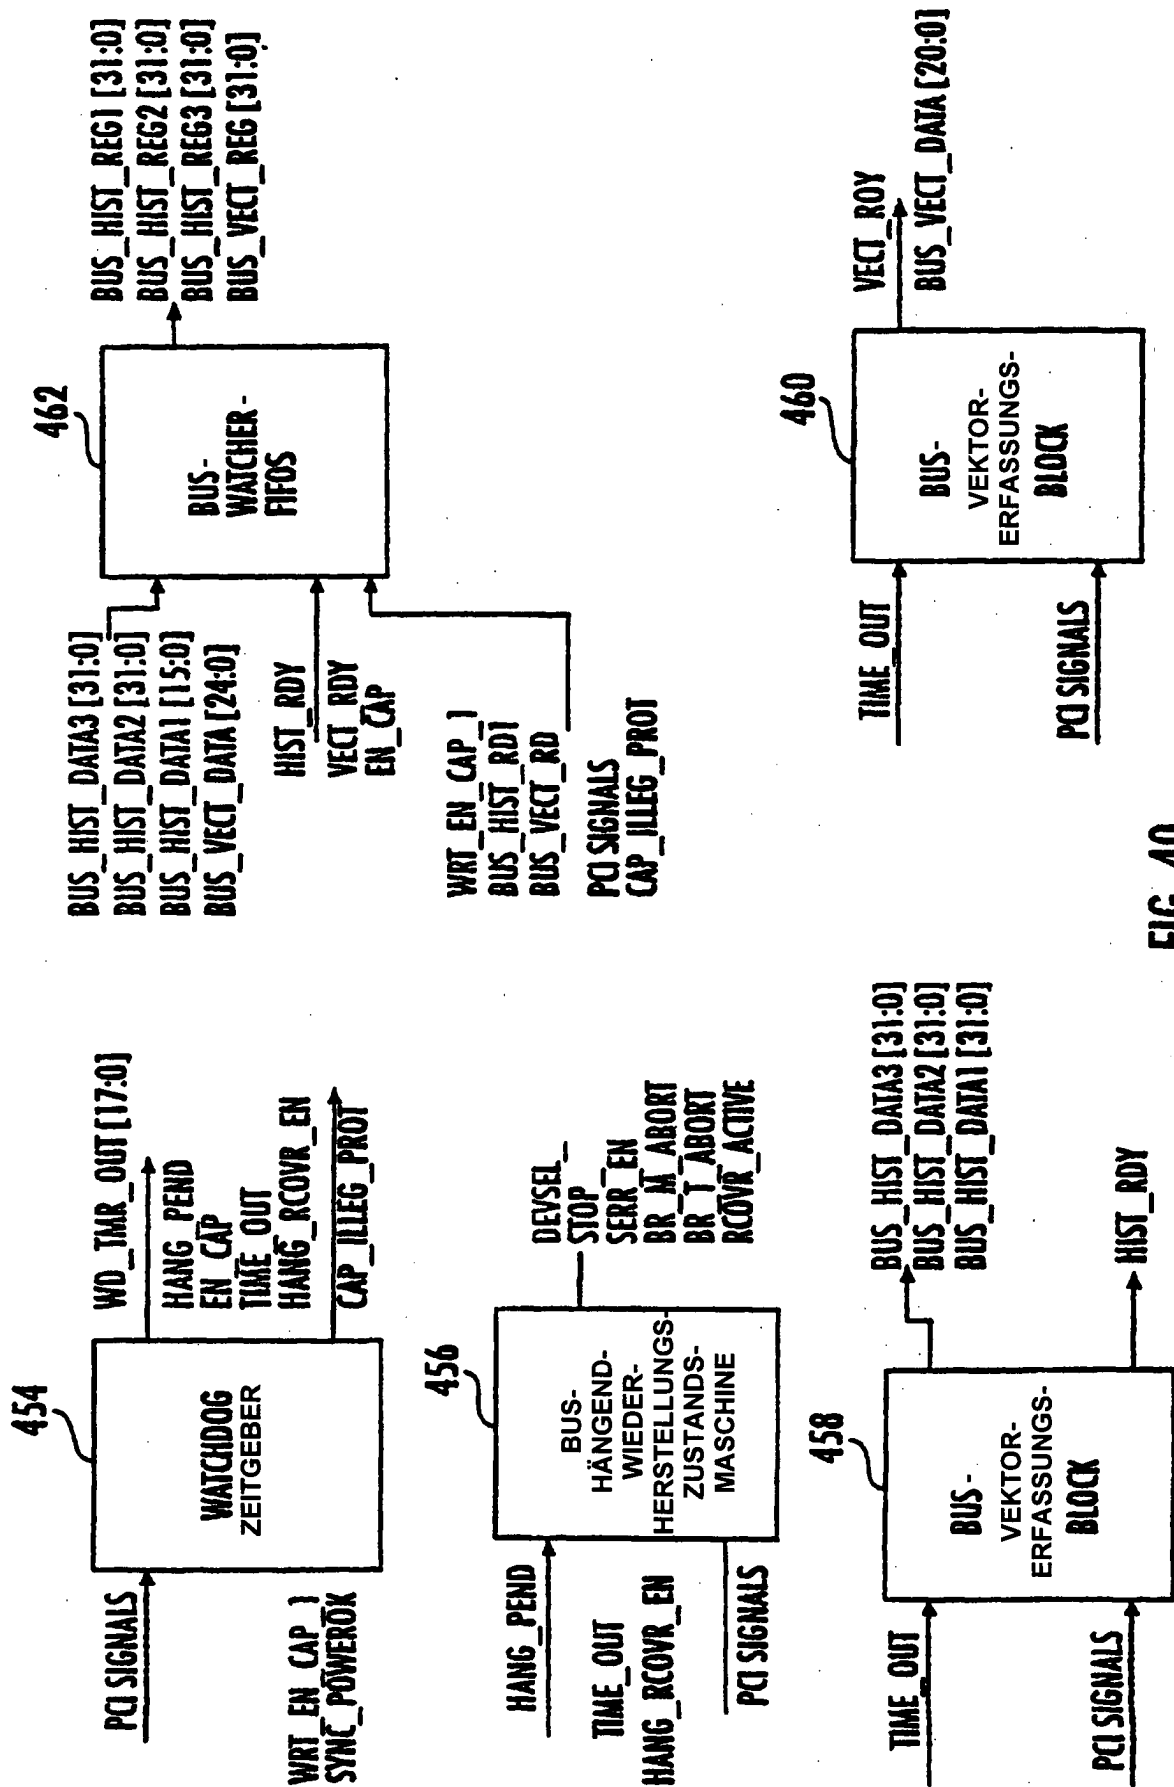 454
PCI SIGNALS
WRT_EN_CAP_1
SYNC_POWEROK
WATCHDOG
ZEITGEBER
WD_TMR_OUT [17:0]
HANG_PEND
EN_CAP
TIME_OUT
HANG_RCOVR_EN
CAP_ILLEG_PROT
456
HANG_PEND
TIME_OUT
HANG_RCOVR_EN
PCI SIGNALS
BUS-
HÄNGEND-
WIEDER-
HERSTELLUNGS-
ZUSTANDS-
MASCHINE
DEVSEL_
STOP_
SERR_EN
BR_M_ABORT
BR_T_ABORT
RCOVR_ACTIVE
458
TIME_OUT
PCI SIGNALS
BUS-
VEKTOR-
ERFASSUNGS-
BLOCK
BUS_HIST_DATA3 [31:0]
BUS_HIST_DATA2 [31:0]
BUS_HIST_DATA1 [31:0]
HIST_RDY
462
BUS_HIST_DATA3 [31:0]
BUS_HIST_DATA2 [31:0]
BUS_HIST_DATA1 [15:0]
BUS_VECT_DATA [24:0]
HIST_RDY
VECT_RDY
EN_CAP
WRT_EN_CAP_1
BUS_HIST_RD1
BUS_VECT_RD
PCI SIGNALS
CAP_ILLEG_PROT
BUS-
WATCHER-
FIFOS
BUS_HIST_REG1 [31:0]
BUS_HIST_REG2 [31:0]
BUS_HIST_REG3 [31:0]
BUS_VECT_REG [31:0]
460
TIME_OUT
PCI SIGNALS
BUS-
VEKTOR-
ERFASSUNGS-
BLOCK
VECT_ROY
BUS_VECT_DATA [20:0]
FIG. 40